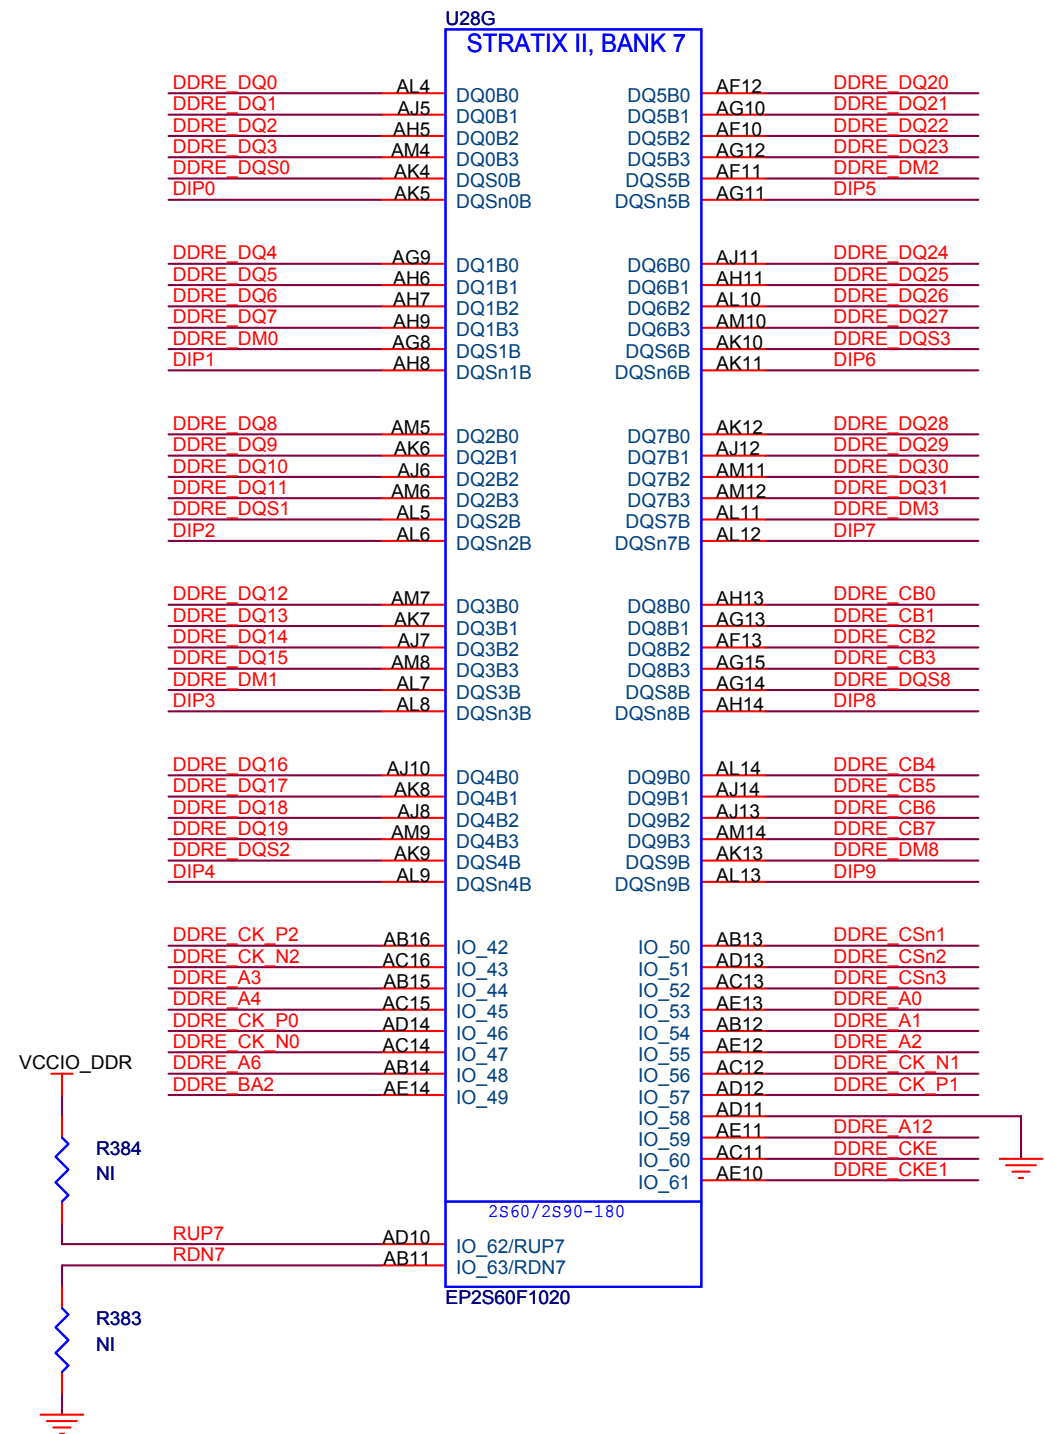 U28G
STRATIX II, BANK 7
DDRE_DQ0 AL4 DQ0B0 DQ5B0 AF12 DDRE_DQ20
DDRE_DQ1 AJ5 DQ0B1 DQ5B1 AG10 DDRE_DQ21
DDRE_DQ2 AH5 DQ0B2 DQ5B2 AF10 DDRE_DQ22
DDRE_DQ3 AM4 DQ0B3 DQ5B3 AG12 DDRE_DQ23
DDRE_DQS0 AK4 DQS0B DQS5B AF11 DDRE_DM2
DIP0 AK5 DQSn0B DQSn5B AG11 DIP5
DDRE_DQ4 AG9 DQ1B0 DQ6B0 AJ11 DDRE_DQ24
DDRE_DQ5 AH6 DQ1B1 DQ6B1 AH11 DDRE_DQ25
DDRE_DQ6 AH7 DQ1B2 DQ6B2 AL10 DDRE_DQ26
DDRE_DQ7 AH9 DQ1B3 DQ6B3 AM10 DDRE_DQ27
DDRE_DM0 AG8 DQS1B DQS6B AK10 DDRE_DQS3
DIP1 AH8 DQSn1B DQSn6B AK11 DIP6
DDRE_DQ8 AM5 DQ2B0 DQ7B0 AK12 DDRE_DQ28
DDRE_DQ9 AK6 DQ2B1 DQ7B1 AJ12 DDRE_DQ29
DDRE_DQ10 AJ6 DQ2B2 DQ7B2 AM11 DDRE_DQ30
DDRE_DQ11 AM6 DQ2B3 DQ7B3 AM12 DDRE_DQ31
DDRE_DQS1 AL5 DQS2B DQS7B AL11 DDRE_DM3
DIP2 AL6 DQSn2B DQSn7B AL12 DIP7
DDRE_DQ12 AM7 DQ3B0 DQ8B0 AH13 DDRE_CB0
DDRE_DQ13 AK7 DQ3B1 DQ8B1 AG13 DDRE_CB1
DDRE_DQ14 AJ7 DQ3B2 DQ8B2 AF13 DDRE_CB2
DDRE_DQ15 AM8 DQ3B3 DQ8B3 AG15 DDRE_CB3
DDRE_DM1 AL7 DQS3B DQS8B AG14 DDRE_DQS8
DIP3 AL8 DQSn3B DQSn8B AH14 DIP8
DDRE_DQ16 AJ10 DQ4B0 DQ9B0 AL14 DDRE_CB4
DDRE_DQ17 AK8 DQ4B1 DQ9B1 AJ14 DDRE_CB5
DDRE_DQ18 AJ8 DQ4B2 DQ9B2 AJ13 DDRE_CB6
DDRE_DQ19 AM9 DQ4B3 DQ9B3 AM14 DDRE_CB7
DDRE_DQS2 AK9 DQS4B DQS9B AK13 DDRE_DM8
DIP4 AL9 DQSn4B DQSn9B AL13 DIP9
DDRE_CK_P2 AB16 IO_42 IO_50 AB13 DDRE_CSn1
DDRE_CK_N2 AC16 IO_43 IO_51 AD13 DDRE_CSn2
DDRE_A3 AB15 IO_44 IO_52 AC13 DDRE_CSn3
DDRE_A4 AC15 IO_45 IO_53 AE13 DDRE_A0
DDRE_CK_P0 AD14 IO_46 IO_54 AB12 DDRE_A1
DDRE_CK_N0 AC14 IO_47 IO_55 AE12 DDRE_A2
VCCIO_DDR DDRE_A6 AB14 IO_48 IO_56 AC12 DDRE_CK_N1
DDRE_BA2 AE14 IO_49 IO_57 AD12 DDRE_CK_P1
IO_58 AD11
IO_59 AE11 DDRE_A12
R384 IO_60 AC11 DDRE_CKE
NI IO_61 AE10 DDRE_CKE1
2S60/2S90-180
RUP7 AD10 IO_62/RUP7
RDN7 AB11 IO_63/RDN7
EP2S60F1020
R383
NI